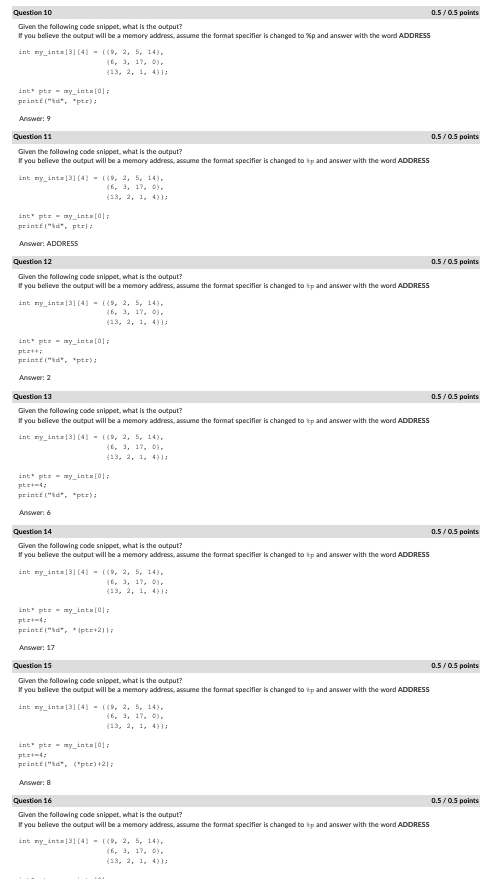 Question 10 0.5 / 0.5 points
Given the following code snippet, what is the output?
If you believe the output will be a memory address, assume the format specifier is changed to %p and answer with the word ADDRESS
int my_ints[3][4] = {{9, 2, 5, 14},
{6, 3, 17, 0},
{13, 2, 1, 4}};
int* ptr = my_ints[0];
printf("%d", *ptr);
Answer: 9
Question 11 0.5 / 0.5 points
Given the following code snippet, what is the output?
If you believe the output will be a memory address, assume the format specifier is changed to %p and answer with the word ADDRESS
int my_ints[3][4] = {{9, 2, 5, 14},
{6, 3, 17, 0},
{13, 2, 1, 4}};
int* ptr = my_ints[0];
printf("%d", ptr);
Answer: ADDRESS
Question 12 0.5 / 0.5 points
Given the following code snippet, what is the output?
If you believe the output will be a memory address, assume the format specifier is changed to %p and answer with the word ADDRESS
int my_ints[3][4] = {{9, 2, 5, 14},
{6, 3, 17, 0},
{13, 2, 1, 4}};
int* ptr = my_ints[0];
ptr++;
printf("%d", *ptr);
Answer: 2
Question 13 0.5 / 0.5 points
Given the following code snippet, what is the output?
If you believe the output will be a memory address, assume the format specifier is changed to %p and answer with the word ADDRESS
int my_ints[3][4] = {{9, 2, 5, 14},
{6, 3, 17, 0},
{13, 2, 1, 4}};
int* ptr = my_ints[0];
ptr+=4;
printf("%d", *ptr);
Answer: 6
Question 14 0.5 / 0.5 points
Given the following code snippet, what is the output?
If you believe the output will be a memory address, assume the format specifier is changed to %p and answer with the word ADDRESS
int my_ints[3][4] = {{9, 2, 5, 14},
{6, 3, 17, 0},
{13, 2, 1, 4}};
int* ptr = my_ints[0];
ptr+=4;
printf("%d", *(ptr+2));
Answer: 17
Question 15 0.5 / 0.5 points
Given the following code snippet, what is the output?
If you believe the output will be a memory address, assume the format specifier is changed to %p and answer with the word ADDRESS
int my_ints[3][4] = {{9, 2, 5, 14},
{6, 3, 17, 0},
{13, 2, 1, 4}};
int* ptr = my_ints[0];
ptr+=4;
printf("%d", (*ptr)+2);
Answer: 8
Question 16 0.5 / 0.5 points
Given the following code snippet, what is the output?
If you believe the output will be a memory address, assume the format specifier is changed to %p and answer with the word ADDRESS
int my_ints[3][4] = {{9, 2, 5, 14},
{6, 3, 17, 0},
{13, 2, 1, 4}};